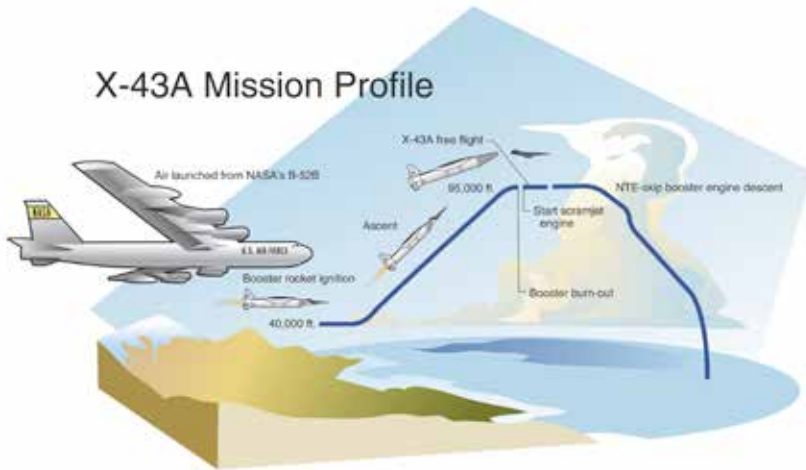 X-43A Mission Profile
X-43A free flight
Air launched from NASA's B-52B
95,000 ft.
NTE-skip booster engine descent
NASA
Start scramjet
engine
Ascent
U.S. AIR FORCE
Booster rocket ignition
Booster burn-out
40,000 ft.